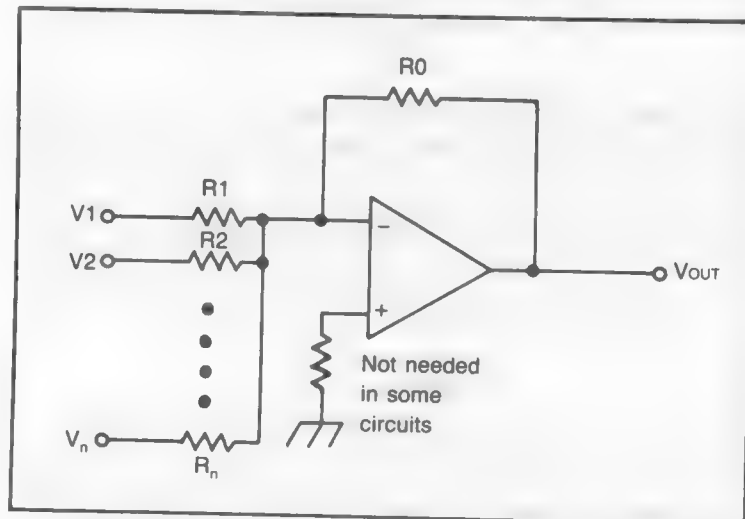 R0
R1
V1
−
R2
V2
VOUT
+
Not needed
in some
circuits
Vn
Rn